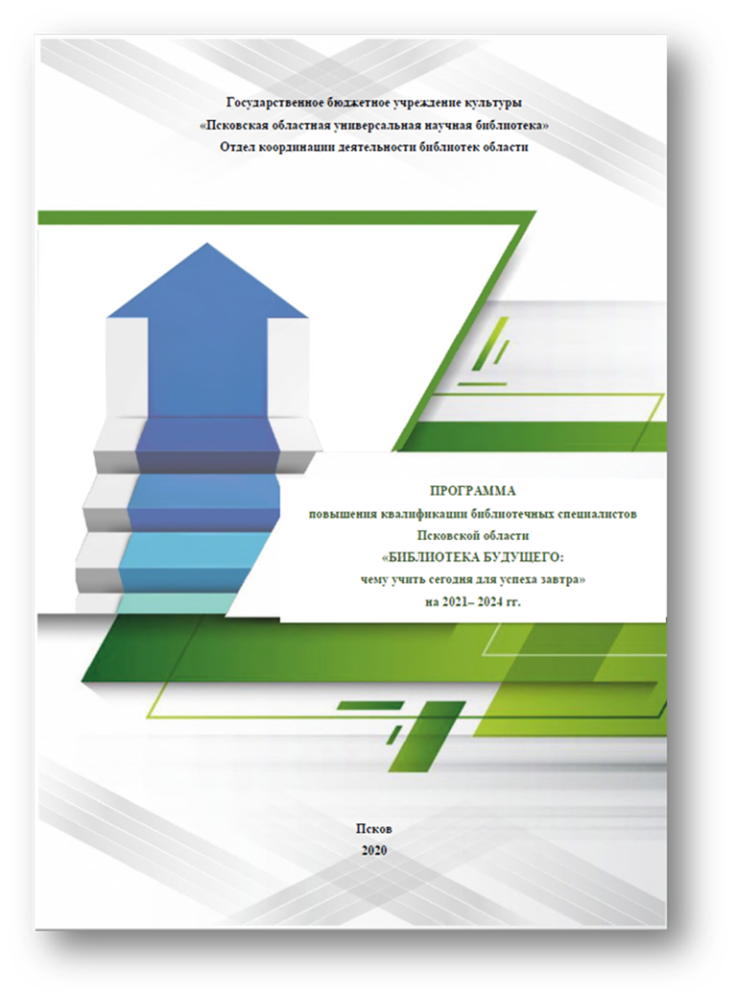 Государственное бюджетное учреждение культуры
«Псковская областная универсальная научная библиотека»
Отдел координации деятельности библиотек области
ПРОГРАММА
повышения квалификации библиотечных специалистов
Псковской области
«БИБЛИОТЕКА БУДУЩЕГО:
чему учить сегодня для успеха завтра»
на 2021– 2024 гг.
Псков
2020